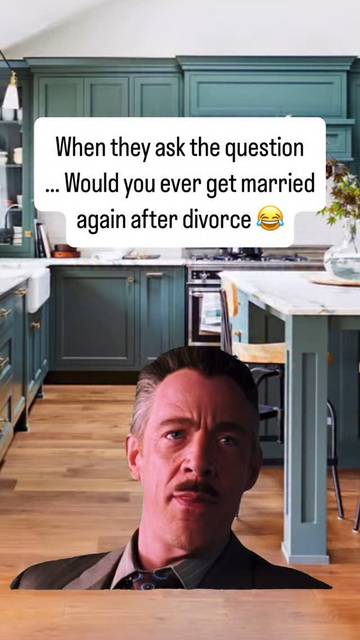 When they ask the question
... Would you ever get married
again after divorce 😂